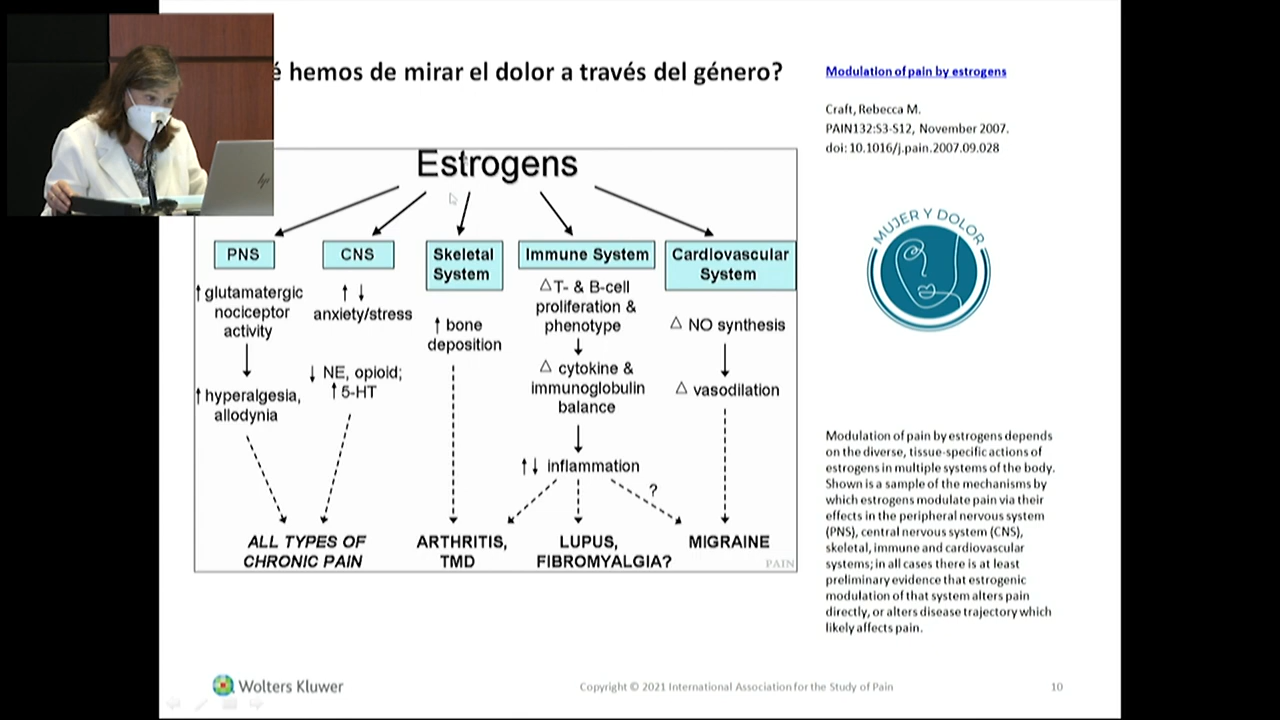 é hemos de mirar el dolor a través del género?
Modulation of pain by estrogens
Craft, Rebecca M.
PAIN132:S3-S12, November 2007.
doi: 10.1016/j.pain.2007.09.028
MUJER Y DOLOR
Estrogens
PNS
CNS
Skeletal
System
Immune System
Cardiovascular
System
↑ glutamatergic
nociceptor
activity
↑ hyperalgesia,
allodynia
↑ ↓
anxiety/stress
↓ NE, opioid;
↑ 5-HT
↑ bone
deposition
△T- & B-cell
proliferation &
phenotype
△ cytokine &
immunoglobulin
balance
↑↓ inflammation
?
△ NO synthesis
△ vasodilation
ALL TYPES OF
CHRONIC PAIN
ARTHRITIS,
TMD
LUPUS,
FIBROMYALGIA?
MIGRAINE
PAIN
Modulation of pain by estrogens depends
on the diverse, tissue-specific actions of
estrogens in multiple systems of the body.
Shown is a sample of the mechanisms by
which estrogens modulate pain via their
effects in the peripheral nervous system
(PNS), central nervous system (CNS),
skeletal, immune and cardiovascular
systems; in all cases there is at least
preliminary evidence that estrogenic
modulation of that system alters pain
directly, or alters disease trajectory which
likely affects pain.
Wolters Kluwer
Copyright © 2021 International Association for the Study of Pain
10
hp